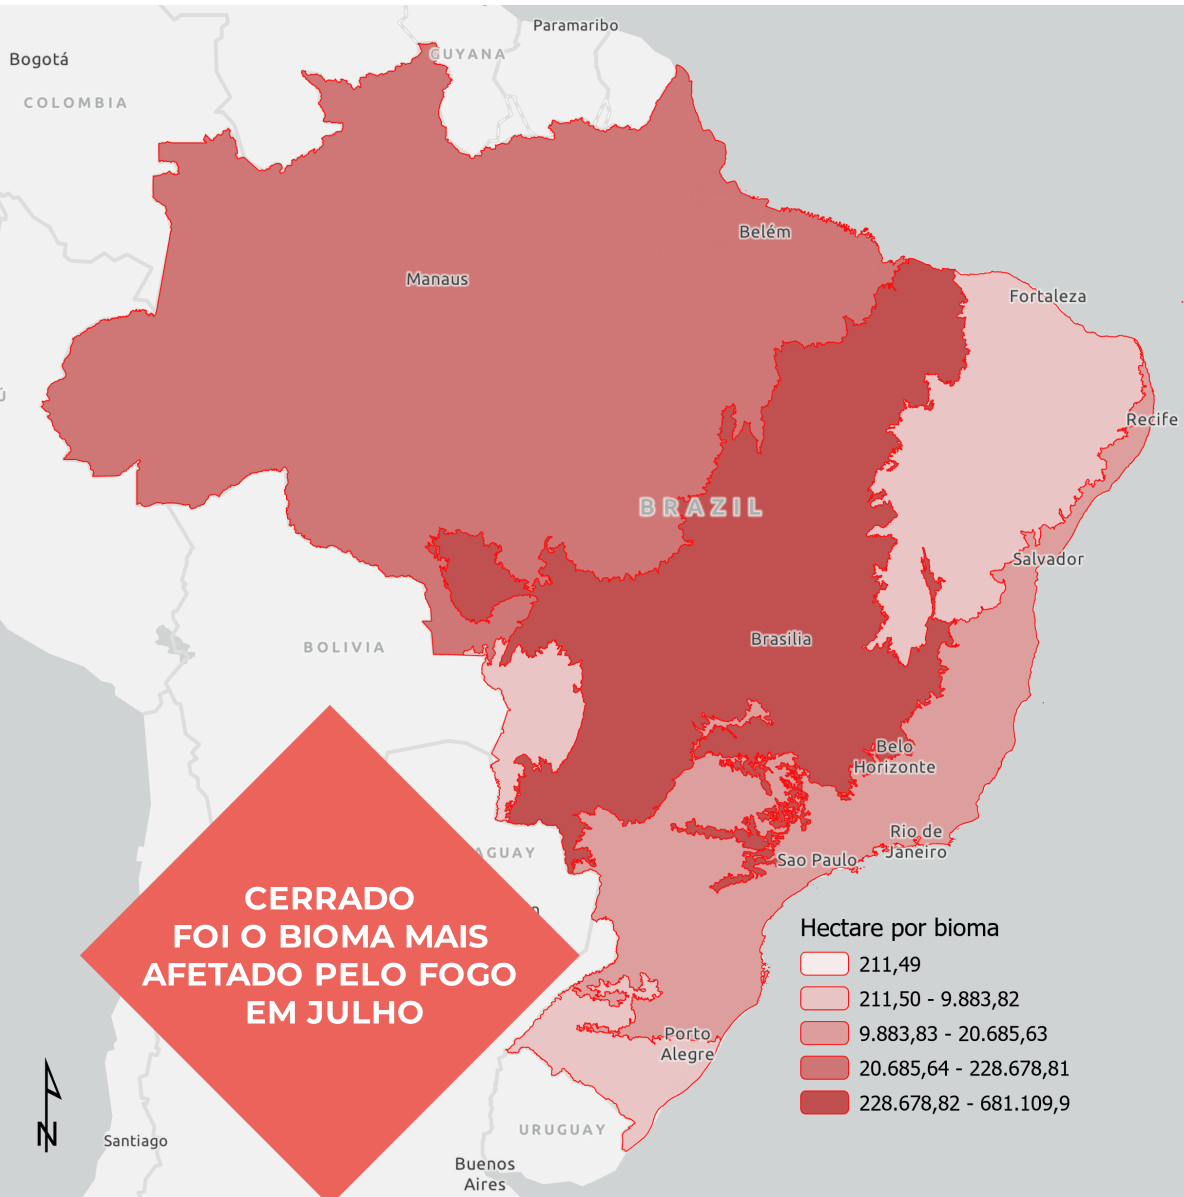 Paramaribo
Bogotá
GUYANA
COLOMBIA
Belém
Manaus
Fortaleza
Recife
BRAZIL
Salvador
Brasilia
BOLIVIA
Belo
Horizonte
Rio de
Janeiro
AGUAY
Sao Paulo
CERRADO
FOI O BIOMA MAIS
AFETADO PELO FOGO
EM JULHO
Hectare por bioma
211,49
211,50 - 9.883,82
9.883,83 - 20.685,63
20.685,64 - 228.678,81
228.678,82 - 681.109,9
Porto
Alegre
N
Santiago
URUGUAY
Buenos
Aires